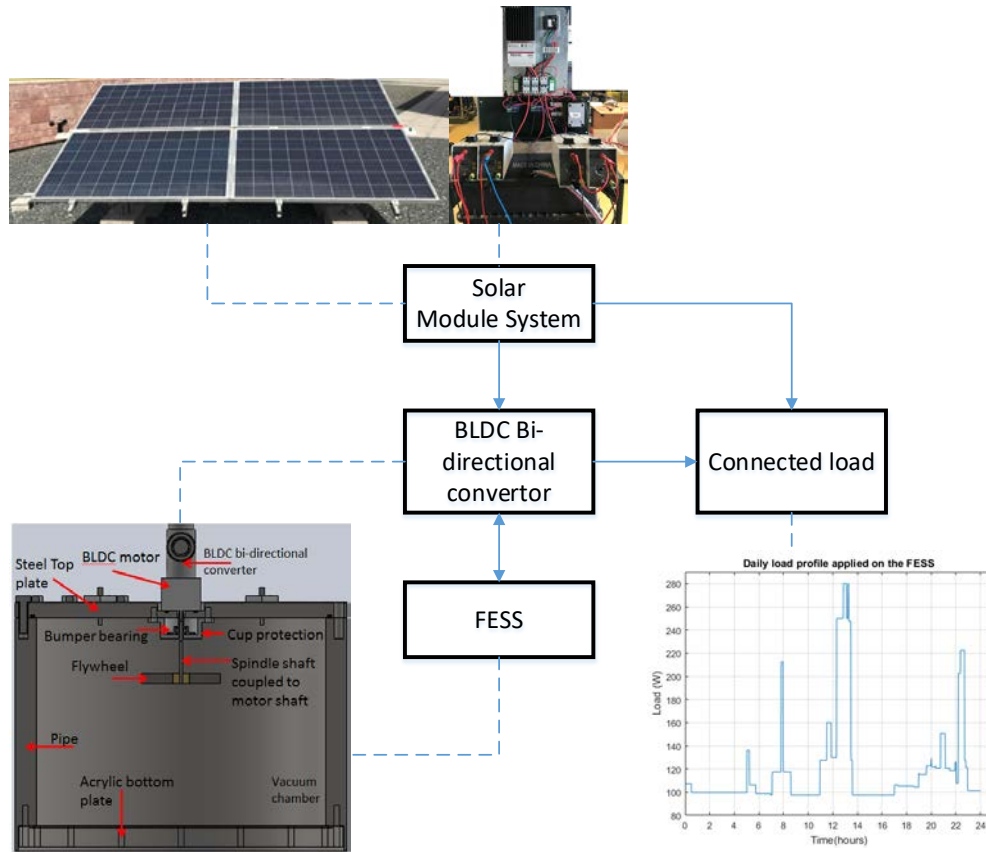 Solar
Module System
BLDC Bi-
directional
convertor
Connected load
FESS
BLDC motor
BLDC bi-directional
converter
Steel Top
plate
Bumper bearing
Cup protection
Flywheel
Spindle shaft
coupled to
motor shaft
Pipe
Acrylic bottom
plate
Vacuum
chamber
Daily load profile applied on the FESS
Load (W)
280
260
240
220
200
180
160
140
120
100
80
0 2 4 6 8 10 12 14 16 18 20 22 24
Time(hours)